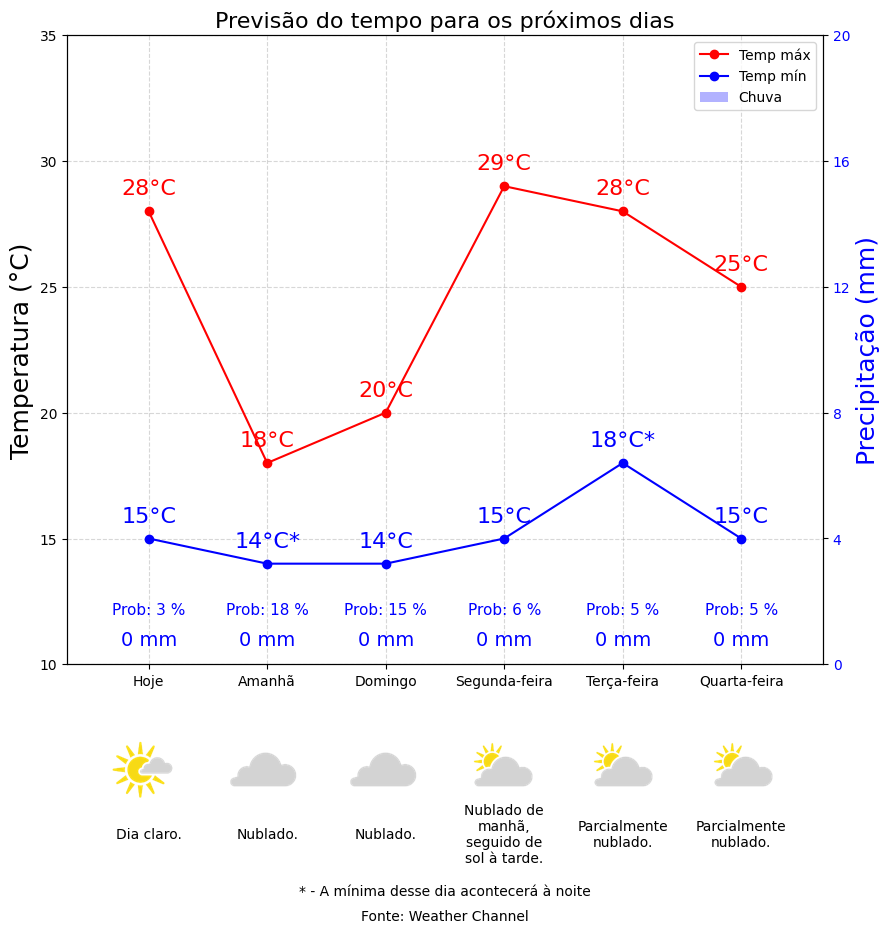 Previsão do tempo para os próximos dias
Temp máx
Temp mín
Chuva
Temperatura (°C)
Precipitação (mm)
35
30
25
20
15
10
20
16
12
8
4
0
28°C
18°C
20°C
29°C
28°C
25°C
15°C
14°C*
14°C
15°C
18°C*
15°C
Prob: 3 %
Prob: 18 %
Prob: 15 %
Prob: 6 %
Prob: 5 %
Prob: 5 %
0 mm
0 mm
0 mm
0 mm
0 mm
0 mm
Hoje
Amanhã
Domingo
Segunda-feira
Terça-feira
Quarta-feira
Dia claro.
Nublado.
Nublado.
Nublado de
manhã,
seguido de
sol à tarde.
Parcialmente
nublado.
Parcialmente
nublado.
* - A mínima desse dia acontecerá à noite
Fonte: Weather Channel